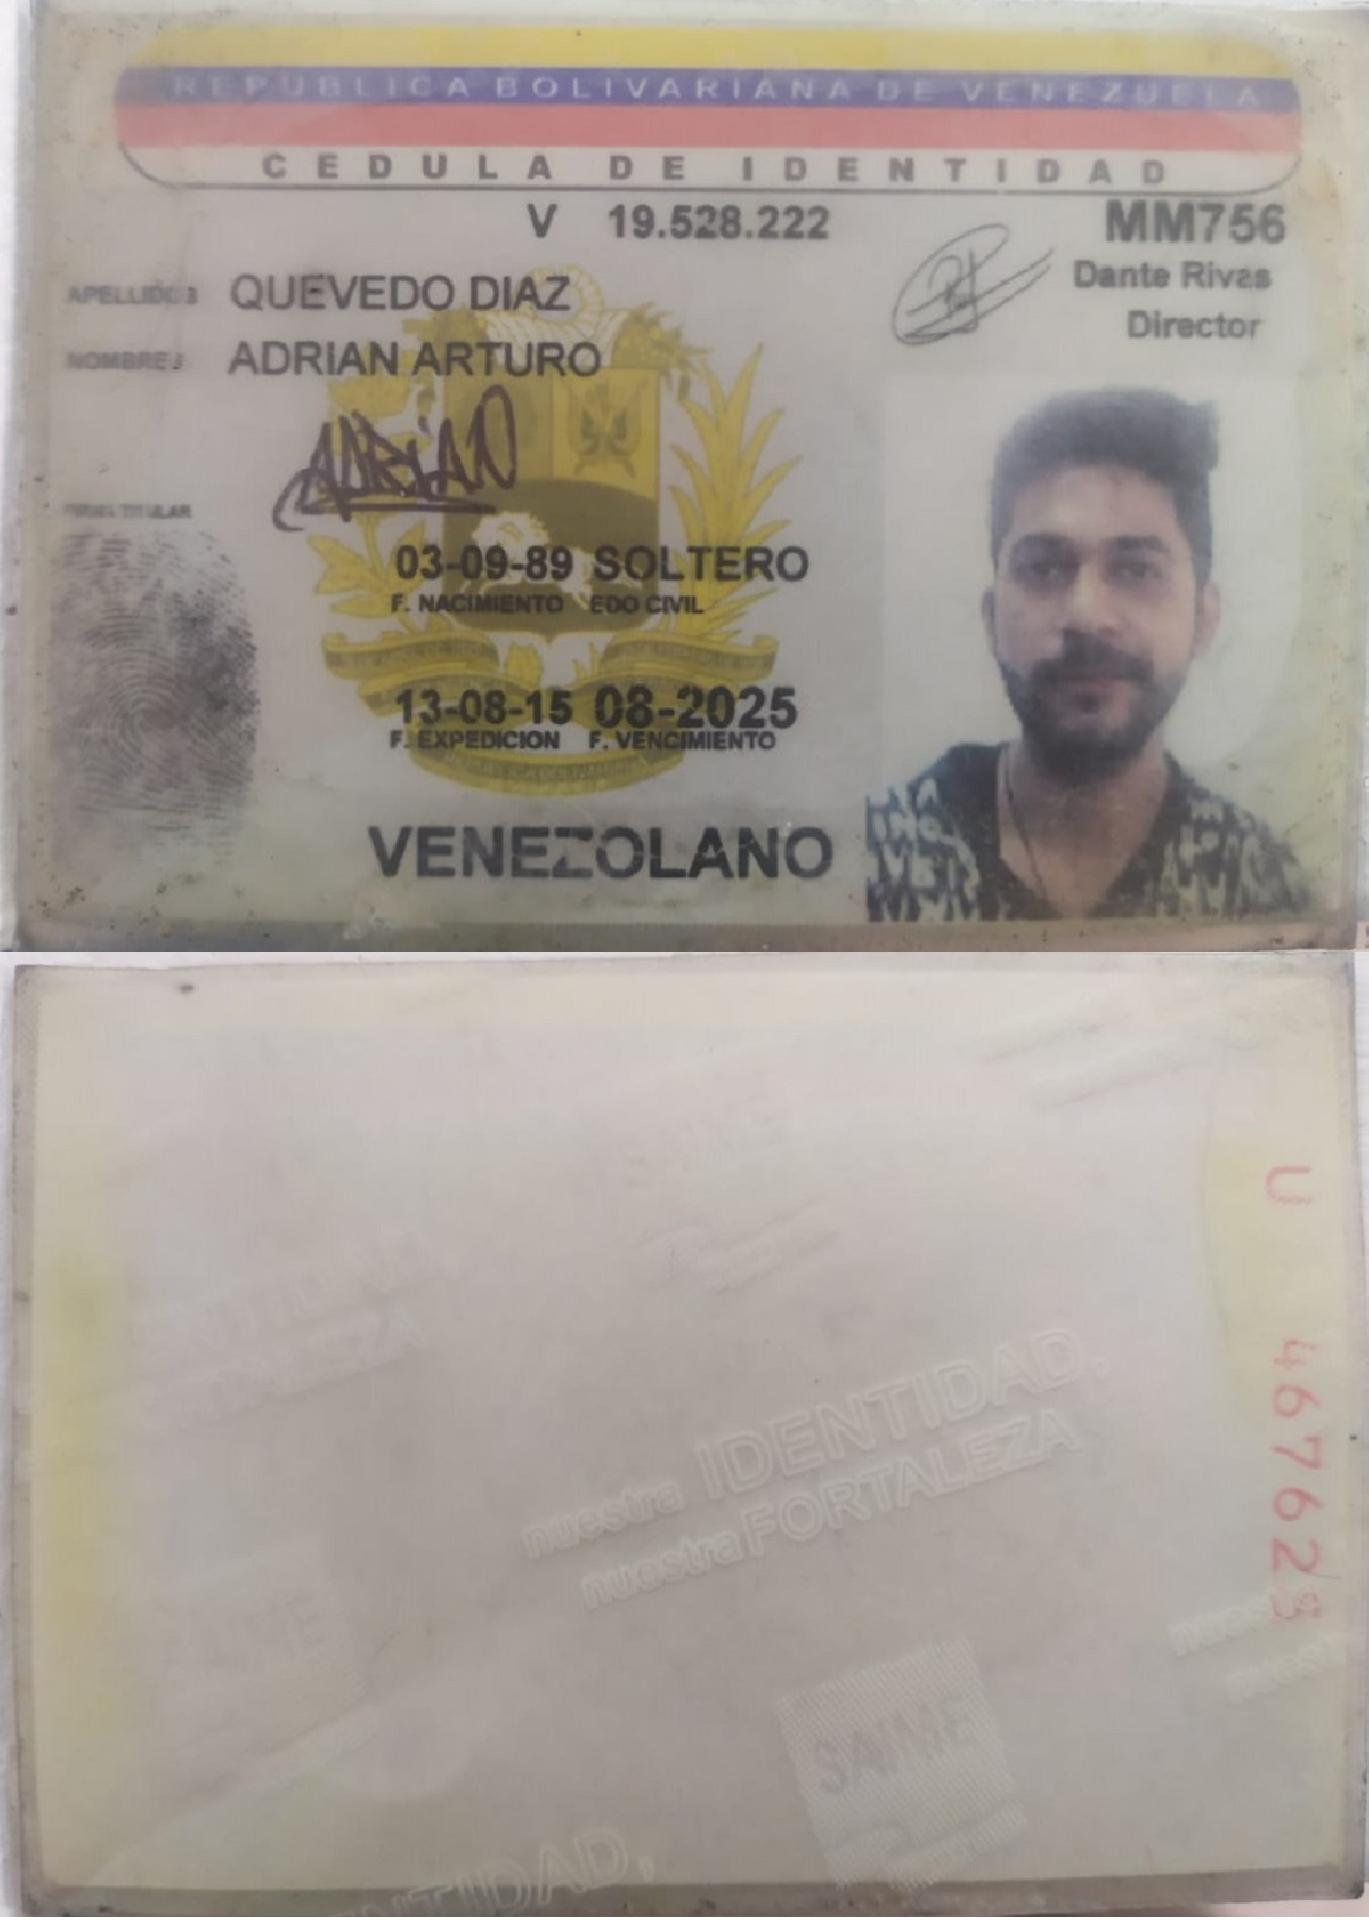 REPUBLICA BOLIVARIANA DE VENEZUELA
CEDULA DE IDENTIDAD
V 19.528.222
MM756
Dante Rivas
Director
APELLIDOS QUEVEDO DIAZ
NOMBRES ADRIAN ARTURO
ADRIAN
FIRMA TITULAR
03-09-89 SOLTERO
F. NACIMIENTO EDO CIVIL
13-08-15 08-2025
F. EXPEDICION F. VENCIMIENTO
VENEZOLANO
U 4676623
nuestra IDENTIDAD,
nuestra FORTALEZA
SAIME